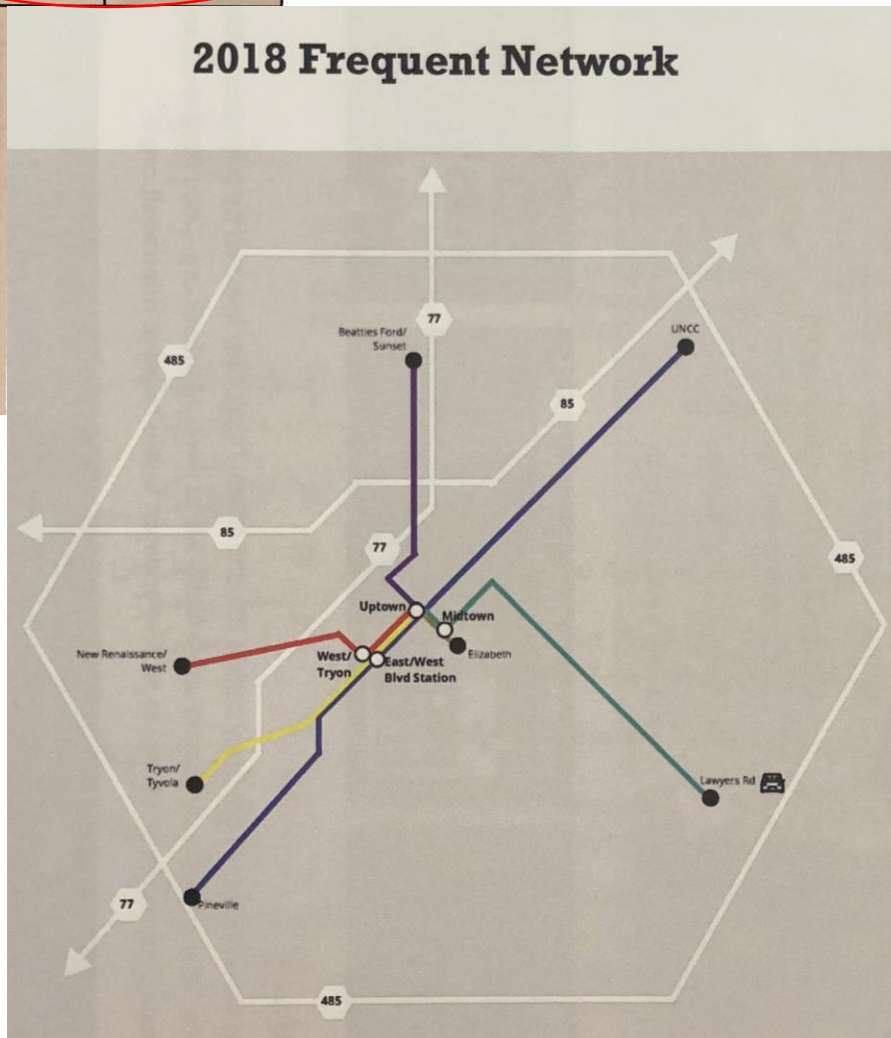 2018 Frequent Network
77
Beatties Ford/
Sunset
UNCC
485
85
85
77
485
Uptown
Midtown
New Renaissance/
West
West/
Tryon
East/West
Blvd Station
Elizabeth
Tryon/
Tyvola
Lawyers Rd
77
Pineville
485